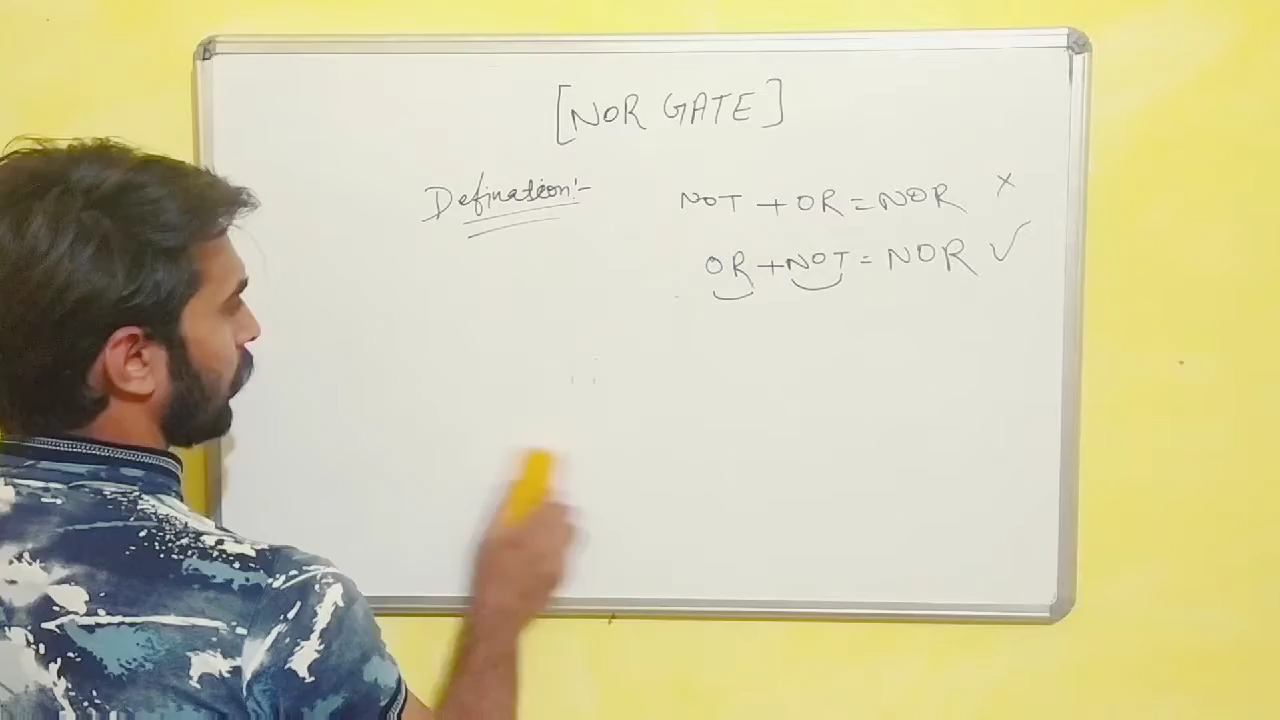 [NOR GATE]
Defination:-
NOT + OR = NOR ×
OR + NOT = NOR ✓